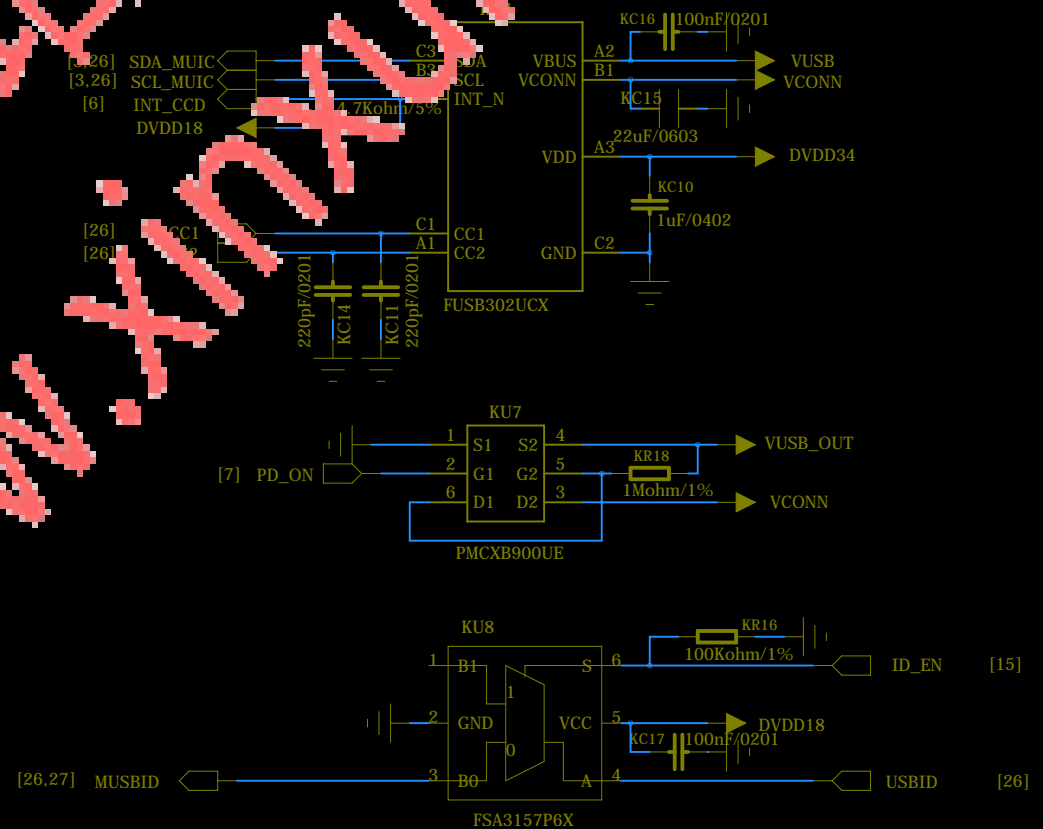 KC16 100nF/0201
[3,26] SDA_MUIC C3 SDA VBUS A2 VUSB
[3,26] SCL_MUIC B3 SCL VCONN B1 VCONN
[6] INT_CCD INT_N KC15
4.7Kohm/5%
DVDD18 22uF/0603
VDD A3 DVDD34
KC10
1uF/0402
[26] CC1 C1 CC1
[26] A1 CC2 GND C2
220pF/0201 KC14 KC11 220pF/0201
FUSB302UCX
KU7
1 S1 S2 4 VUSB_OUT
KR18
[7] PD_ON 2 G1 G2 5
1Mohm/1%
6 D1 D2 3 VCONN
PMCXB900UE
KU8
KR16
100Kohm/1%
1 B1 S 6 ID_EN [15]
1
2 GND VCC 5 DVDD18
KC17 100nF/0201
0
[26,27] MUSBID 3 B0 A 4 USBID [26]
FSA3157P6X
w.xinxu